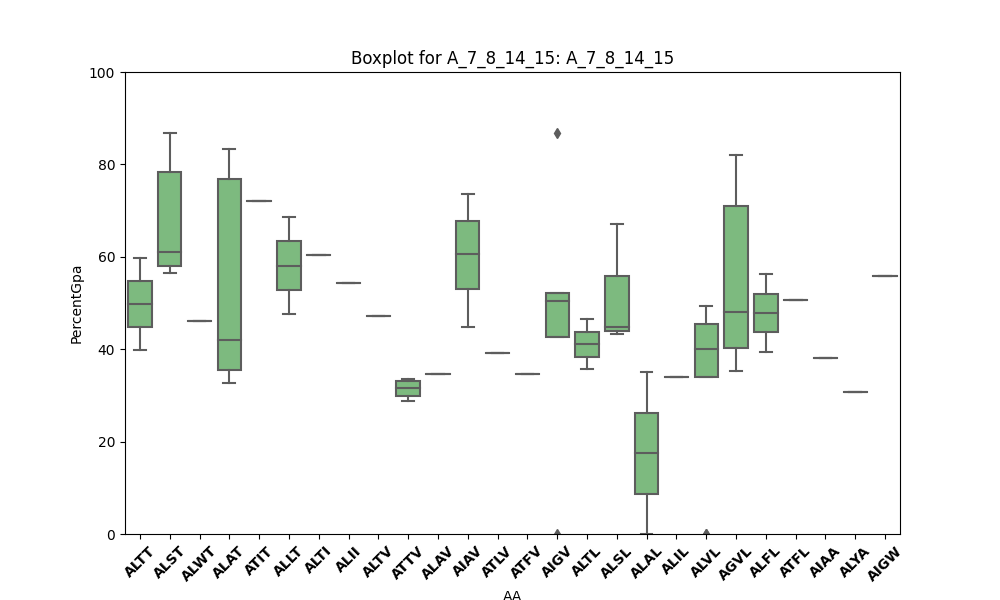 Boxplot for A_7_8_14_15: A_7_8_14_15
100
80
60
40
20
0
PercentGpa
ALTT ALST ALWT ALAT ATIT ALLT ALTI ALII ALTV ATTV ALAV AIAV ATLV ATFV AIGV ALTL ALSL ALAL ALIL ALVL AGVL ALFL ATFL AIAA ALYA AIGW
AA